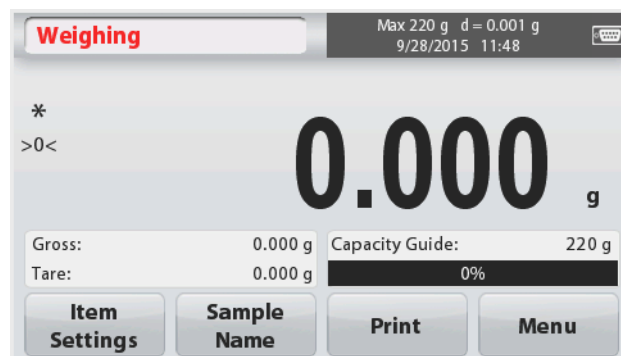 Weighing
Max 220 g d = 0.001 g
9/28/2015 11:48
*
>0<
0.000 g
Gross: 0.000 g
Tare: 0.000 g
Capacity Guide: 220 g
0%
Item
Settings
Sample
Name
Print
Menu